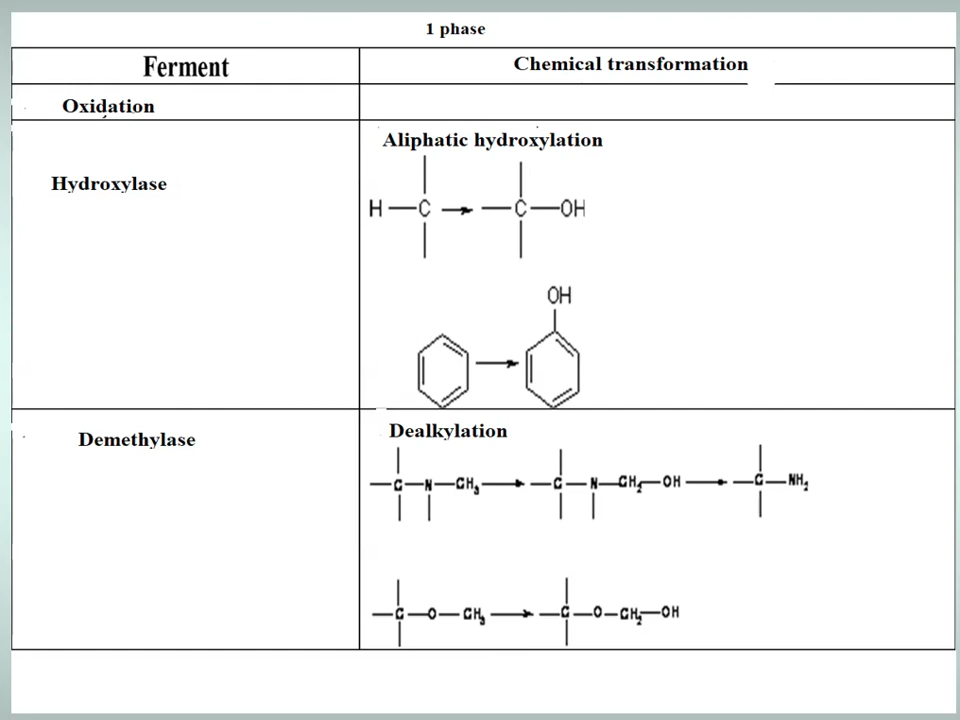 1 phase
Ferment Chemical transformation
Oxidation
Aliphatic hydroxylation
Hydroxylase
H—C → —C—OH
OH
Demethylase Dealkylation
—C—N—CH₃ → —C—N—CH₂—OH → —C—NH₂
—C—O—CH₃ → —C—O—CH₂—OH